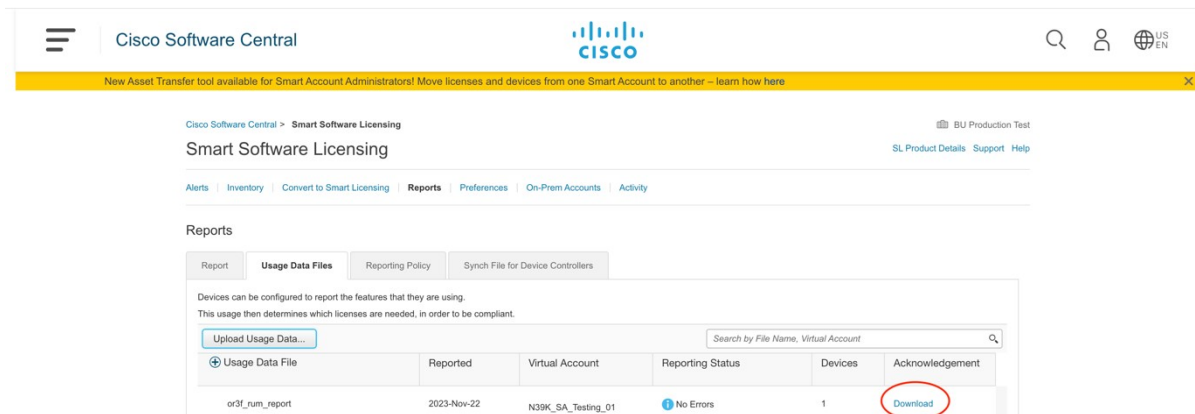 Cisco Software Central
CISCO
US
EN
New Asset Transfer tool available for Smart Account Administrators! Move licenses and devices from one Smart Account to another – learn how here
Cisco Software Central > Smart Software Licensing
BU Production Test
Smart Software Licensing
SL Product Details Support Help
Alerts | Inventory | Convert to Smart Licensing | Reports | Preferences | On-Prem Accounts | Activity
Reports
Report Usage Data Files Reporting Policy Synch File for Device Controllers
Devices can be configured to report the features that they are using.
This usage then determines which licenses are needed, in order to be compliant.
Upload Usage Data... Search by File Name, Virtual Account
Usage Data File Reported Virtual Account Reporting Status Devices Acknowledgement
or3f_rum_report 2023-Nov-22 N39K_SA_Testing_01 No Errors 1 Download